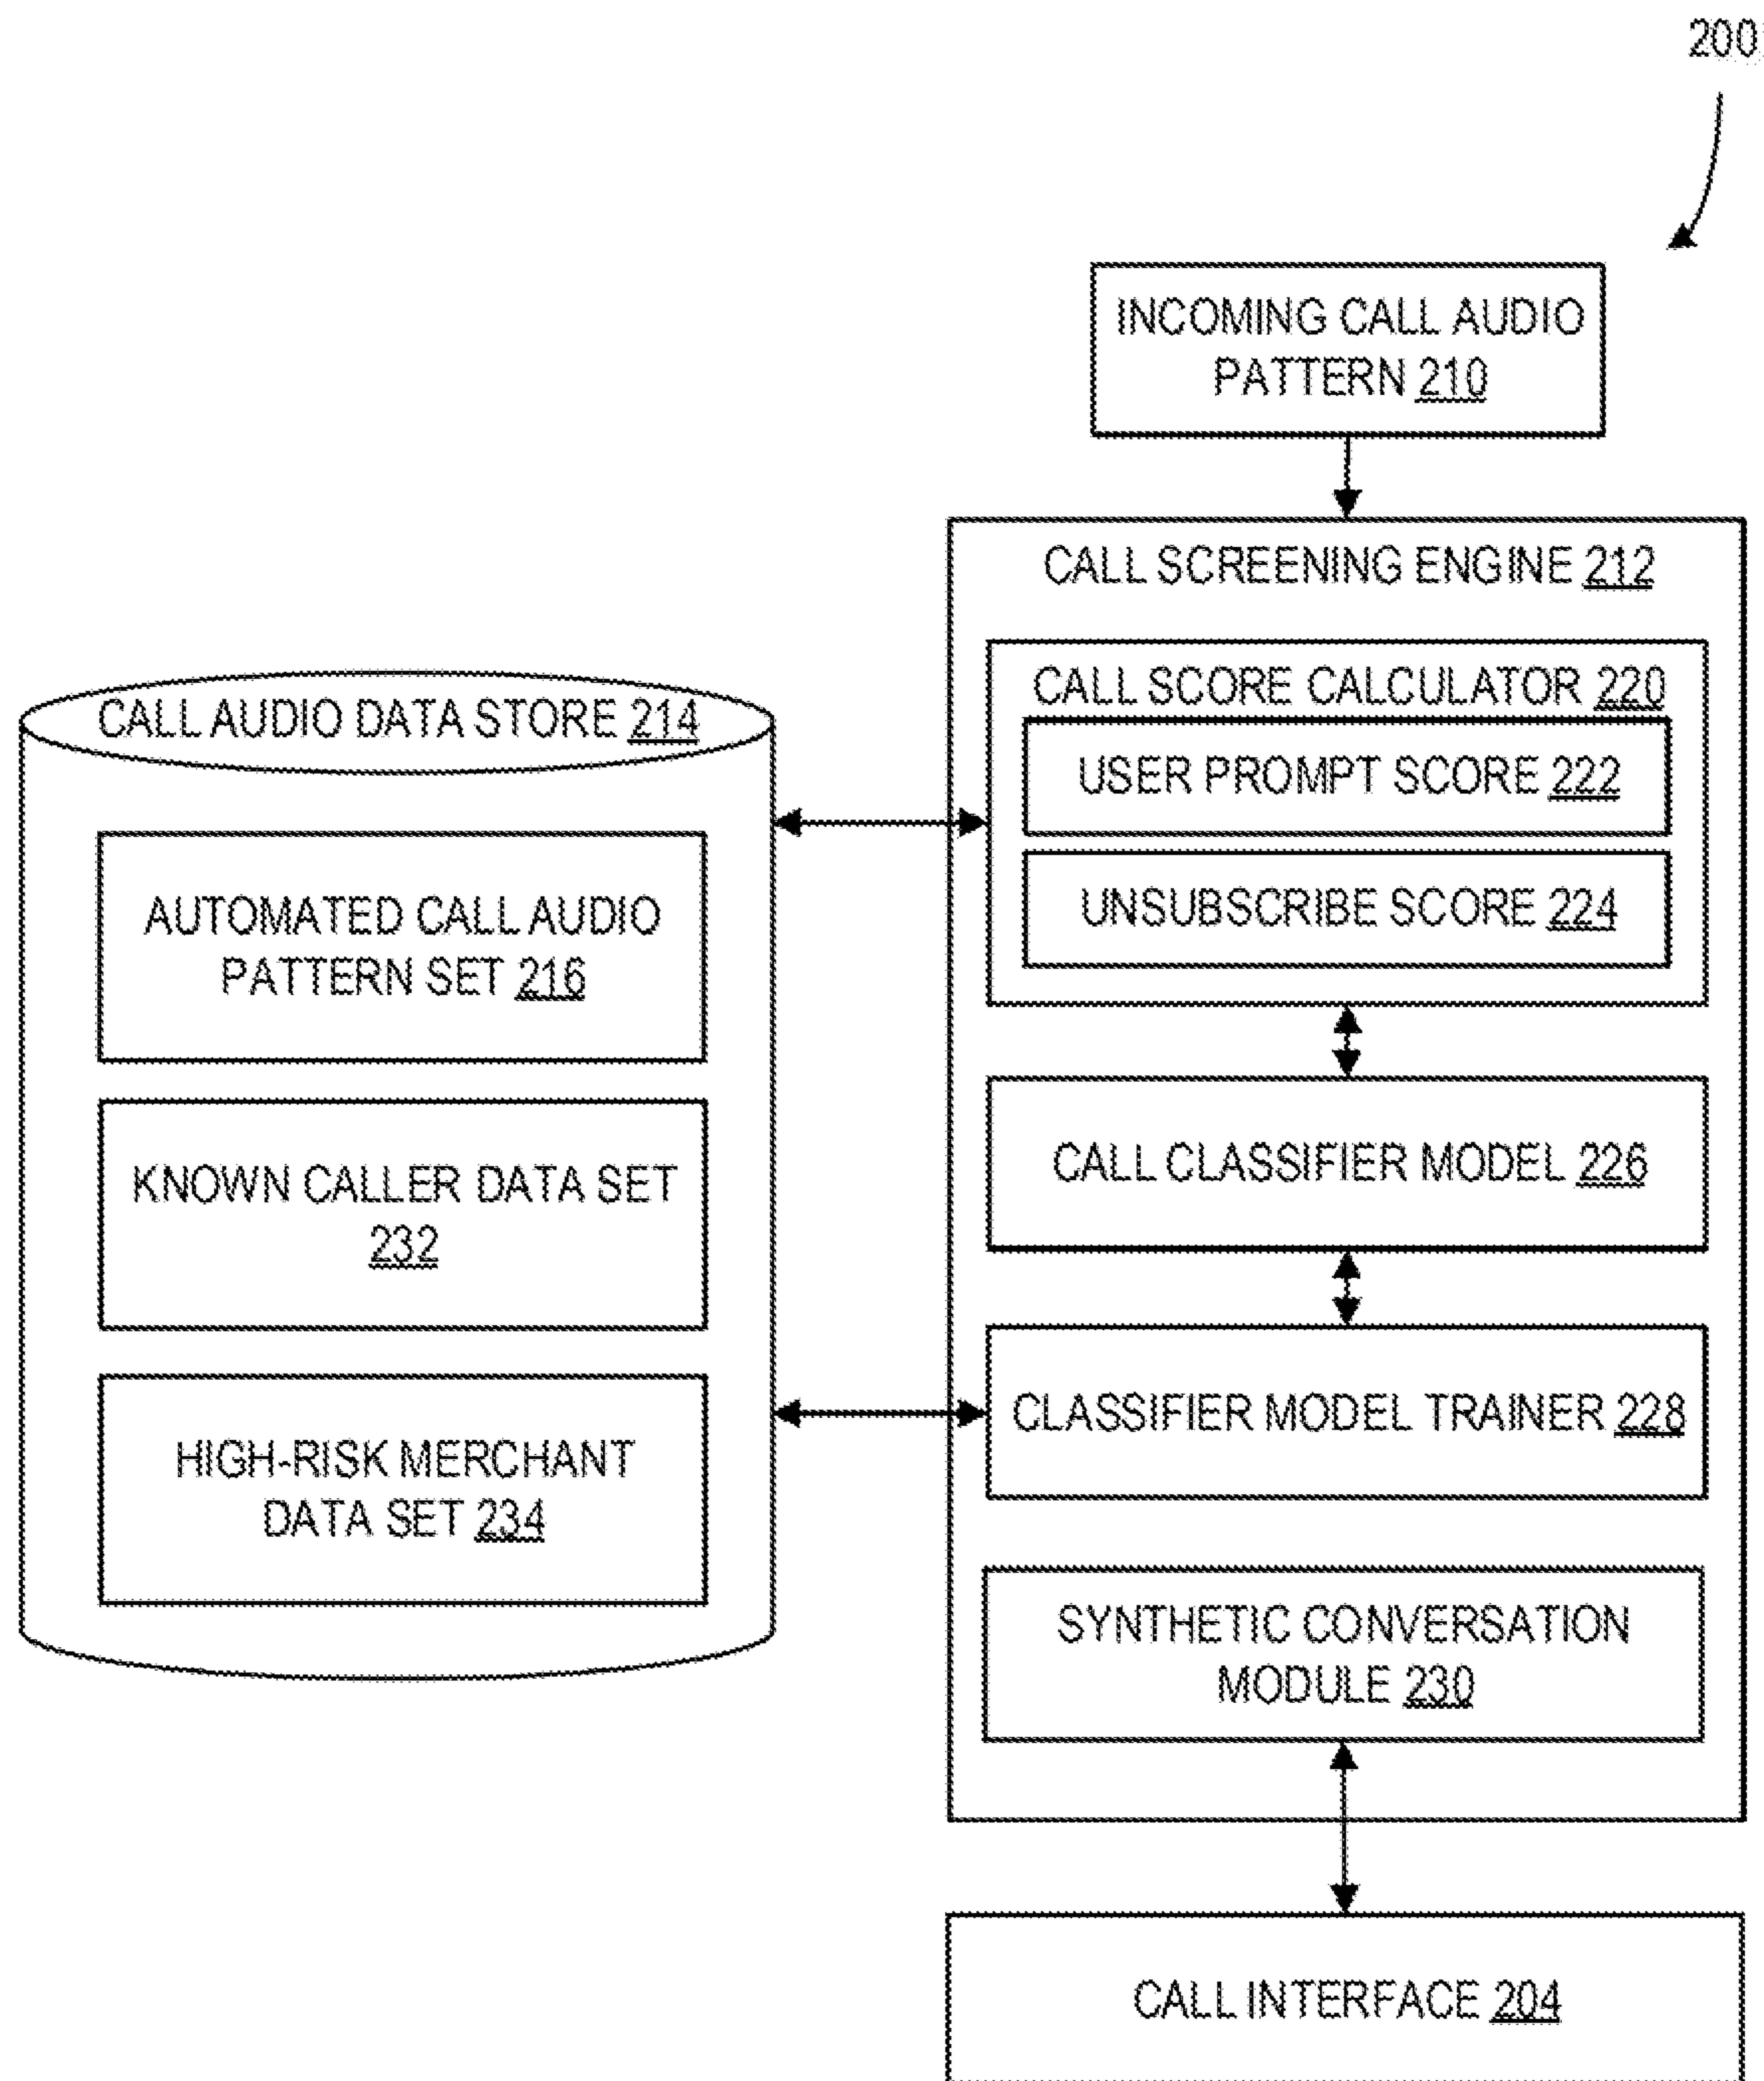 200
INCOMING CALL AUDIO
PATTERN 210
CALL SCREENING ENGINE 212
CALL SCORE CALCULATOR 220
USER PROMPT SCORE 222
UNSUBSCRIBE SCORE 224
CALL CLASSIFIER MODEL 226
CLASSIFIER MODEL TRAINER 228
SYNTHETIC CONVERSATION
MODULE 230
CALL AUDIO DATA STORE 214
AUTOMATED CALL AUDIO
PATTERN SET 216
KNOWN CALLER DATA SET
232
HIGH-RISK MERCHANT
DATA SET 234
CALL INTERFACE 204